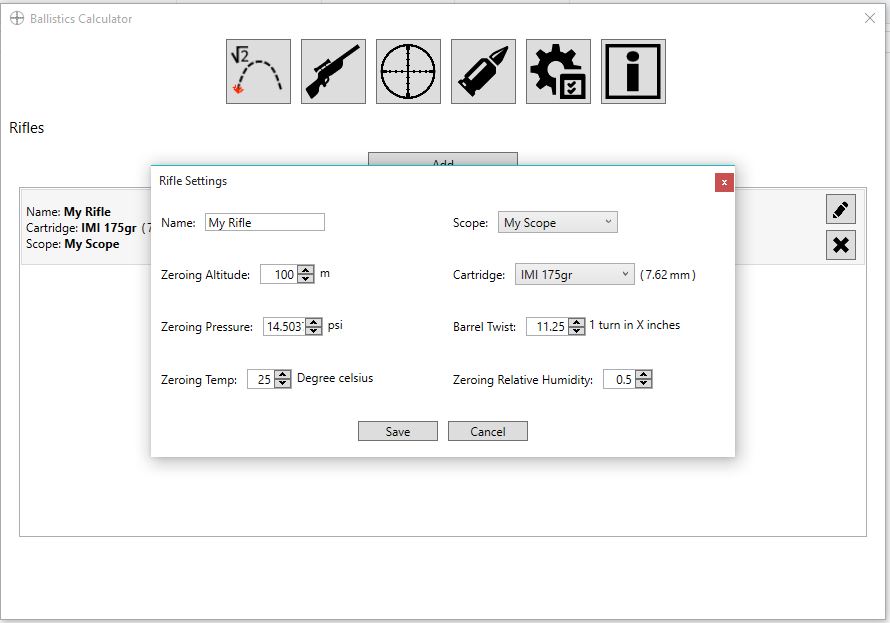 Ballistics Calculator
√2
Rifles
Add
Rifle Settings
x
Name: My Rifle
Cartridge: IMI 175gr (7
Scope: My Scope
Name: My Rifle
Scope: My Scope
Zeroing Altitude: 100 m
Cartridge: IMI 175gr (7.62 mm)
Zeroing Pressure: 14.503 psi
Barrel Twist: 11.25 1 turn in X inches
Zeroing Temp: 25 Degree celsius
Zeroing Relative Humidity: 0.5
Save Cancel